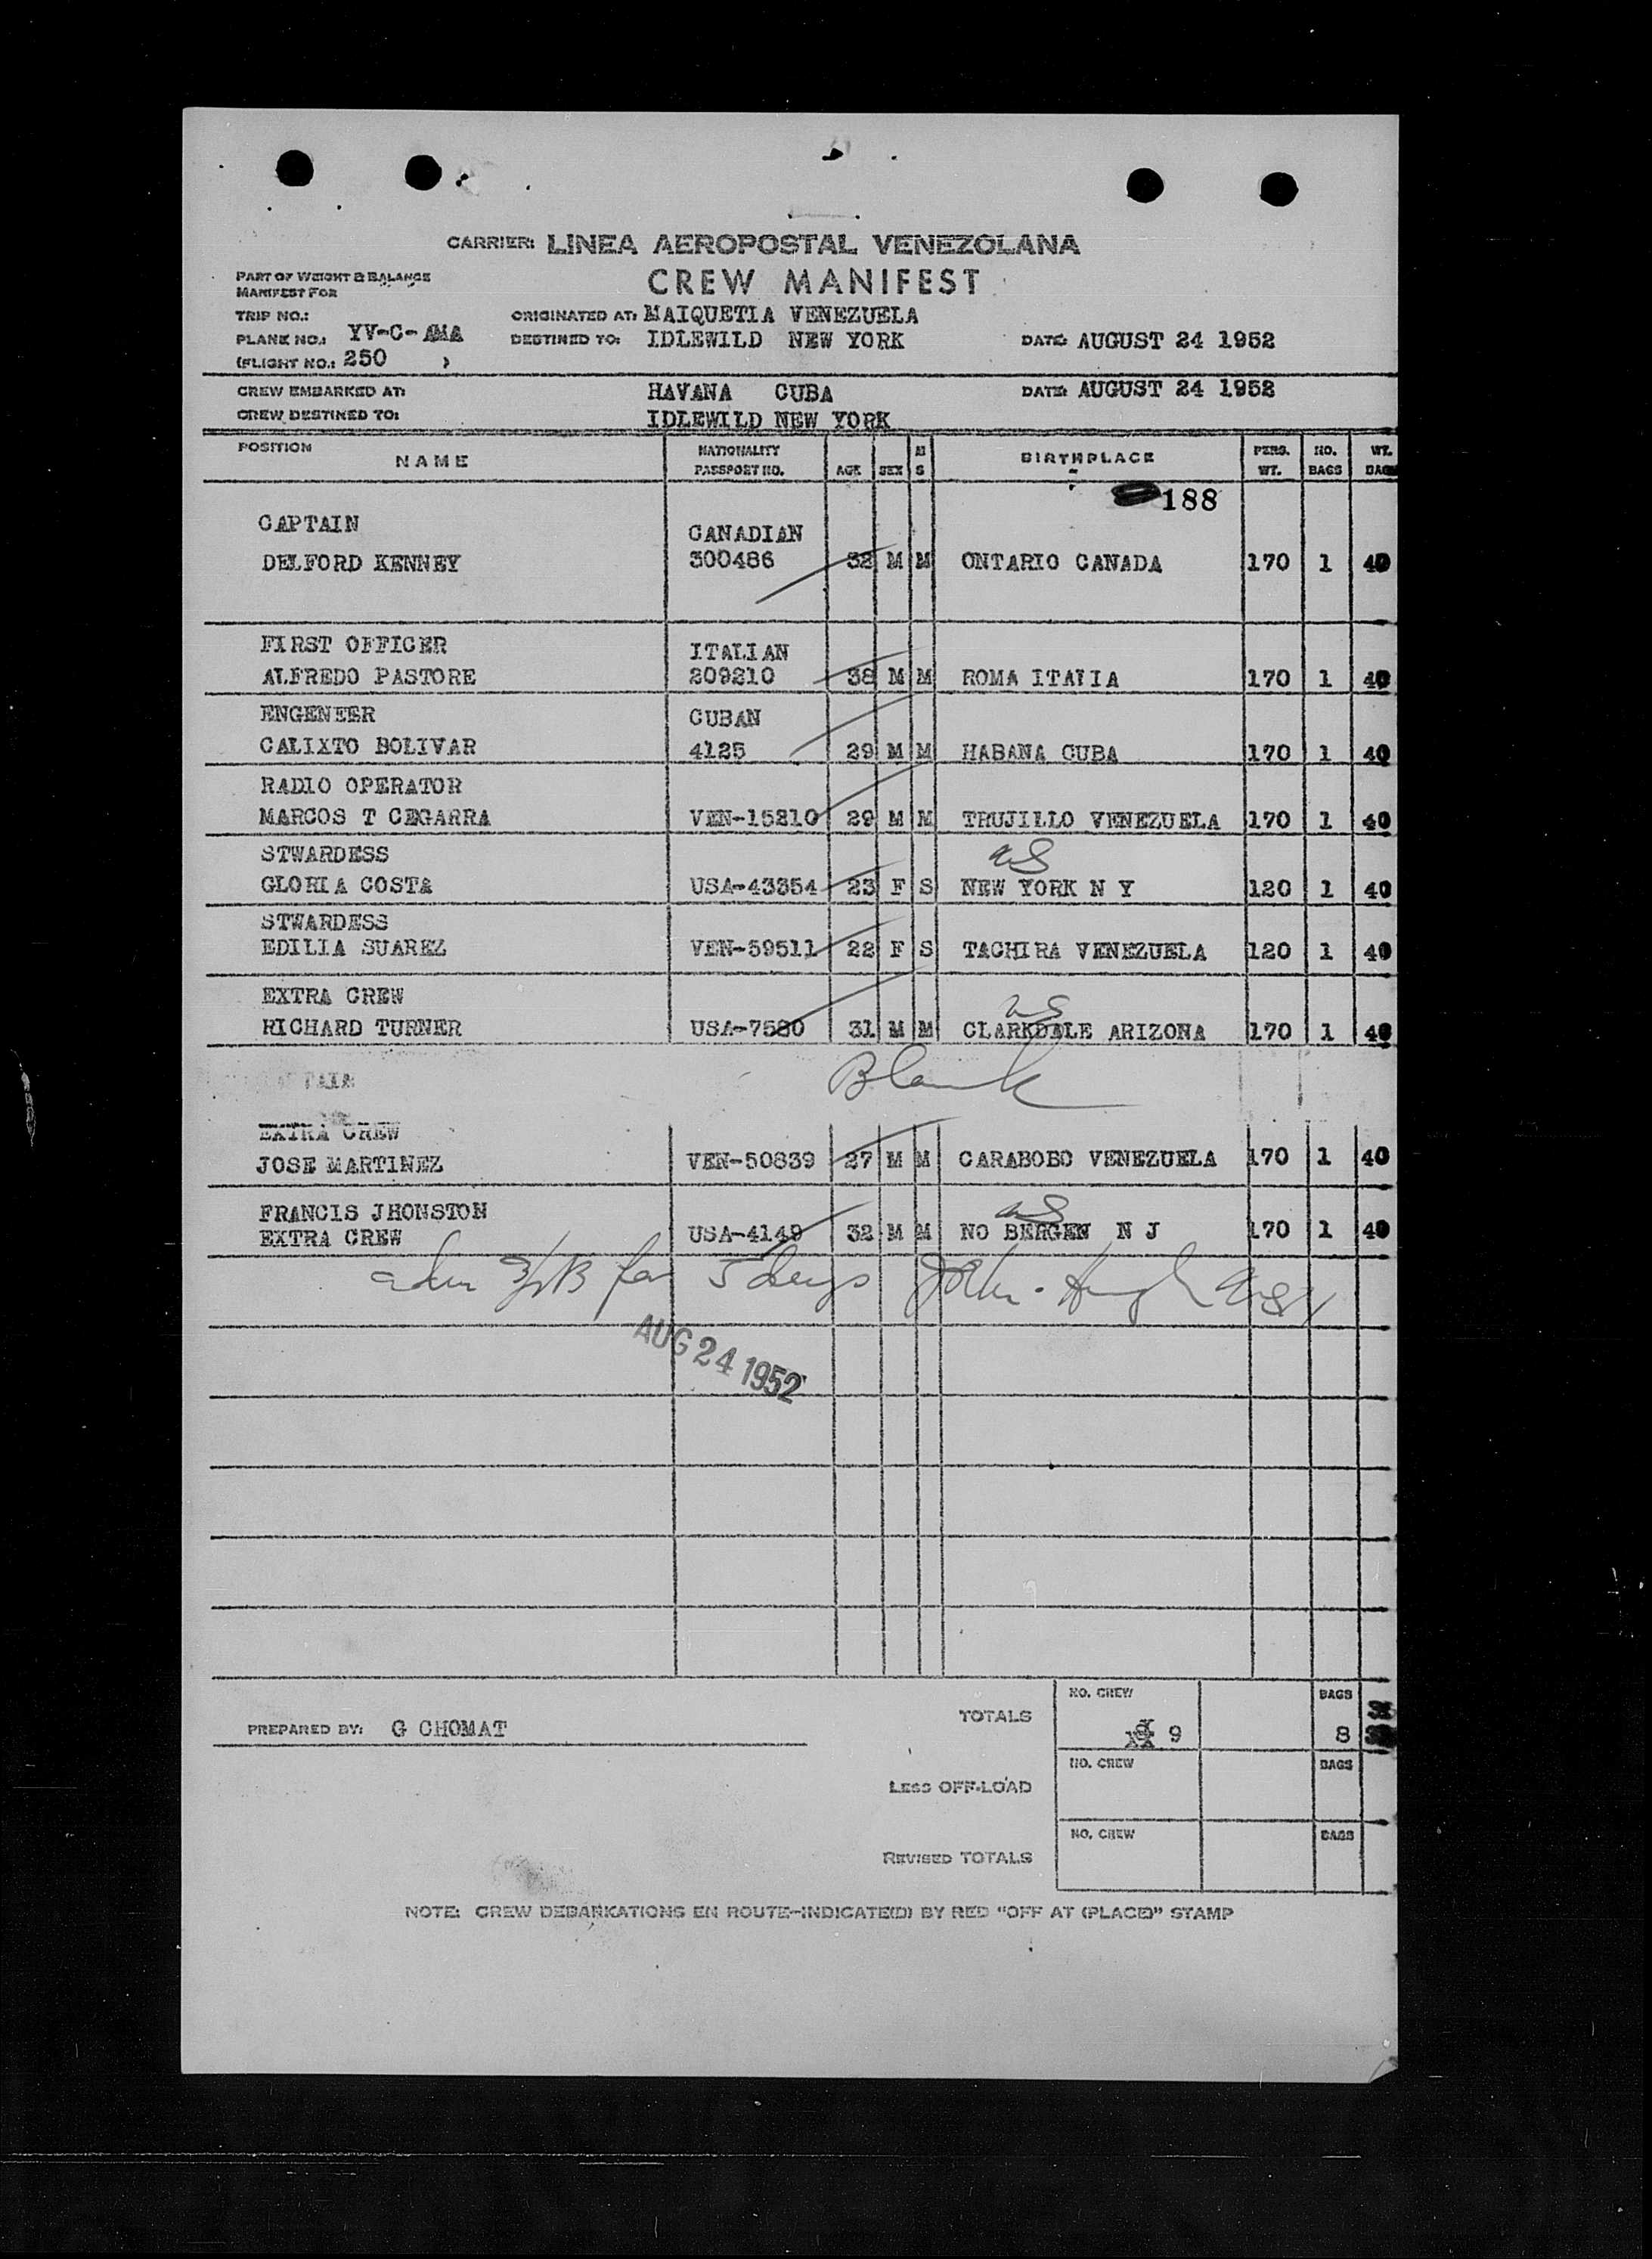 CARRIER: LINEA AEROPOSTAL VENEZOLANA
PART OF WEIGHT & BALANCE
MANIFEST FOR
CREW MANIFEST
TRIP NO.:
ORIGINATED AT: MAIQUETIA VENEZUELA
PLANE NO.: YV-C-AMA
DESTINED TO: IDLEWILD NEW YORK
DATE: AUGUST 24 1952
(FLIGHT NO.: 250 )
CREW EMBARKED AT: HAVANA CUBA
DATE: AUGUST 24 1952
CREW DESTINED TO: IDLEWILD NEW YORK
POSITION NAME NATIONALITY PASSPORT NO. AGE SEX M S BIRTHPLACE PERS. WT. NO. BAGS WT. BAGS
188
CAPTAIN CANADIAN
DELFORD KENNEY 300486 32 M M ONTARIO CANADA 170 1 40
FIRST OFFICER ITALIAN
ALFREDO PASTORE 209210 38 M M ROMA ITALIA 170 1 40
ENGENEER CUBAN
CALIXTO BOLIVAR 4125 29 M M HABANA CUBA 170 1 40
RADIO OPERATOR
MARCOS T CEGARRA VEN-15210 29 M M TRUJILLO VENEZUELA 170 1 40
STWARDESS
GLORIA COSTA USA-43354 23 F S NEW YORK N Y 120 1 40
STWARDESS
EDILIA SUAREZ VEN-59511 22 F S TACHIRA VENEZUELA 120 1 40
EXTRA CREW
RICHARD TURNER USA-7580 31 M M CLARKDALE ARIZONA 170 1 40
Blank
EXTRA CREW
JOSE MARTINEZ VEN-50839 27 M M CARABOBO VENEZUELA 170 1 40
FRANCIS JHONSTON
EXTRA CREW USA-4149 32 M M NO BERGEN N J 170 1 40
for 5 days
AUG 24 1952
NO. CREW BAGS
PREPARED BY: G CHOMAT
TOTALS 9 8
NO. CREW BAGS
LESS OFF-LOAD
NO. CREW BAGS
REVISED TOTALS
NOTE: CREW DEBARKATIONS EN ROUTE-INDICATE(D) BY RED "OFF AT (PLACE)" STAMP